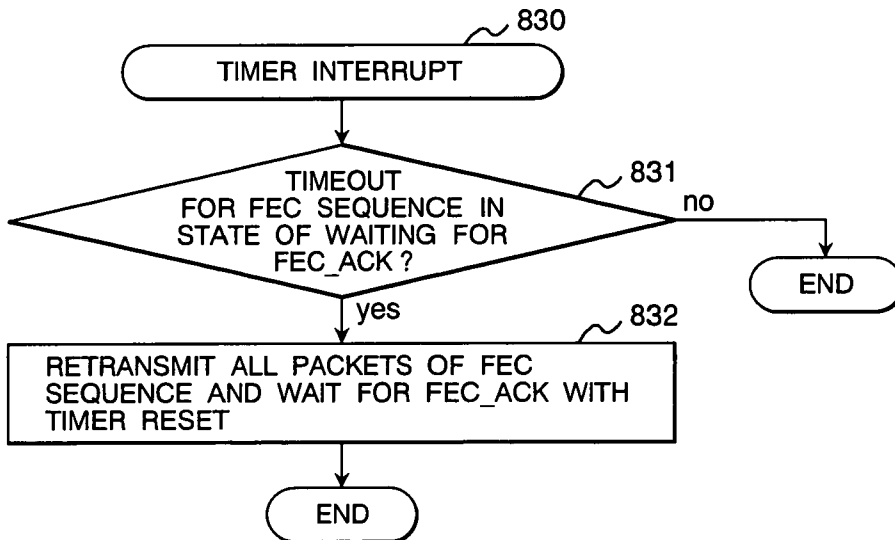 830
TIMER INTERRUPT
831
TIMEOUT
FOR FEC SEQUENCE IN
STATE OF WAITING FOR
FEC_ACK?
no
END
yes
832
RETRANSMIT ALL PACKETS OF FEC
SEQUENCE AND WAIT FOR FEC_ACK WITH
TIMER RESET
END